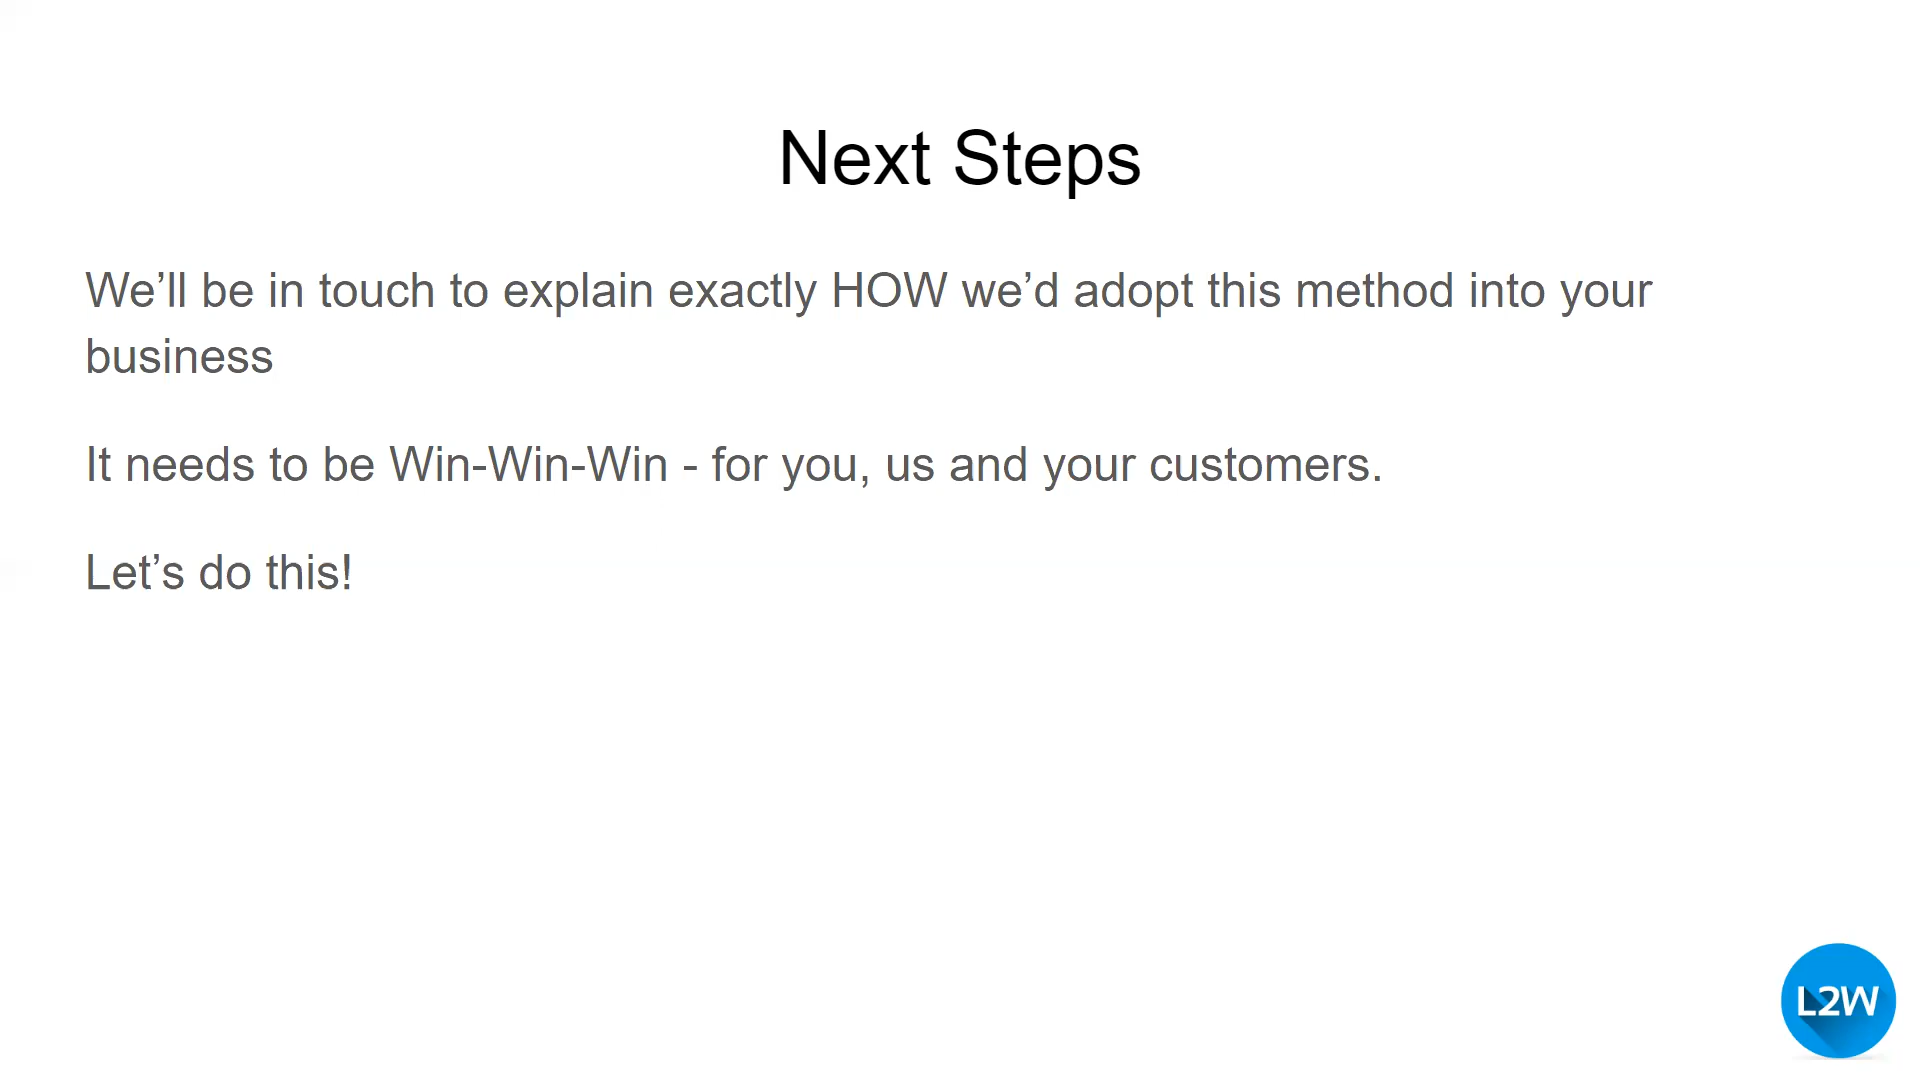 Next Steps
We’ll be in touch to explain exactly HOW we’d adopt this method into your
business
It needs to be Win-Win-Win - for you, us and your customers.
Let’s do this!
L2W